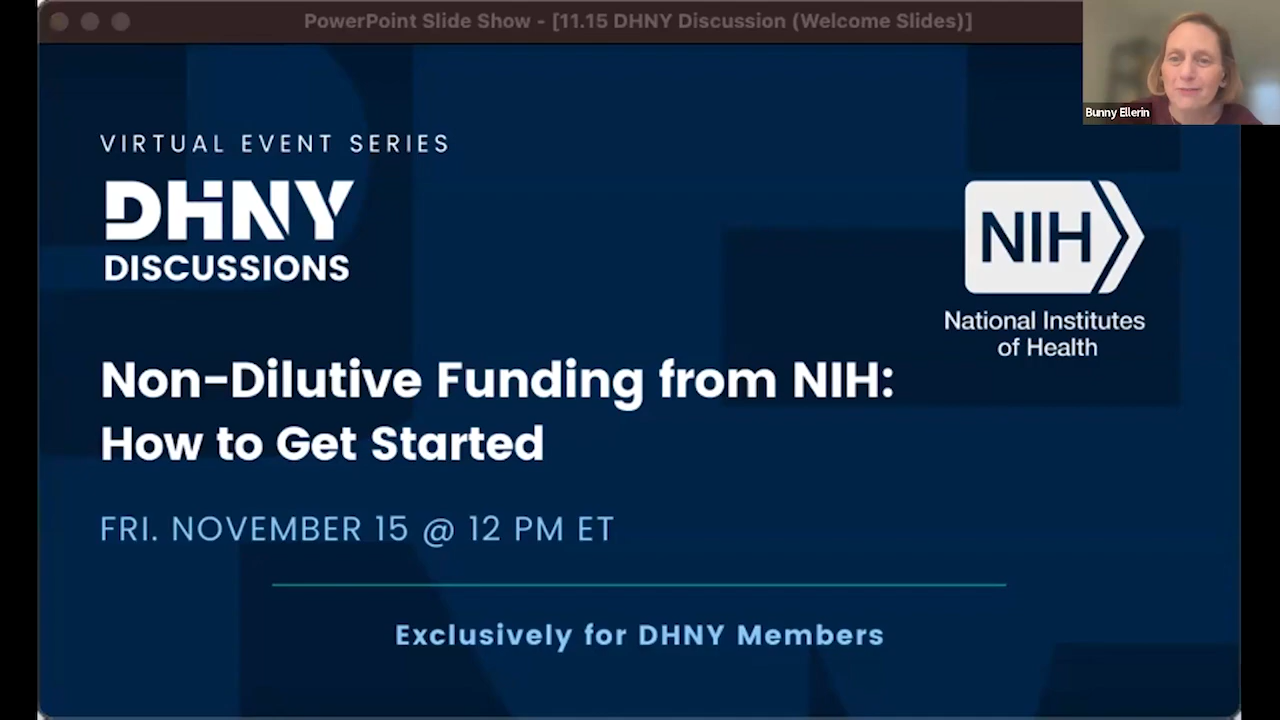 PowerPoint Slide Show - [11.15 DHNY Discussion (Welcome Slides)]
Bunny Ellerin
VIRTUAL EVENT SERIES
DHNY
DISCUSSIONS
NIH
National Institutes
of Health
Non-Dilutive Funding from NIH:
How to Get Started
FRI. NOVEMBER 15 @ 12 PM ET
Exclusively for DHNY Members